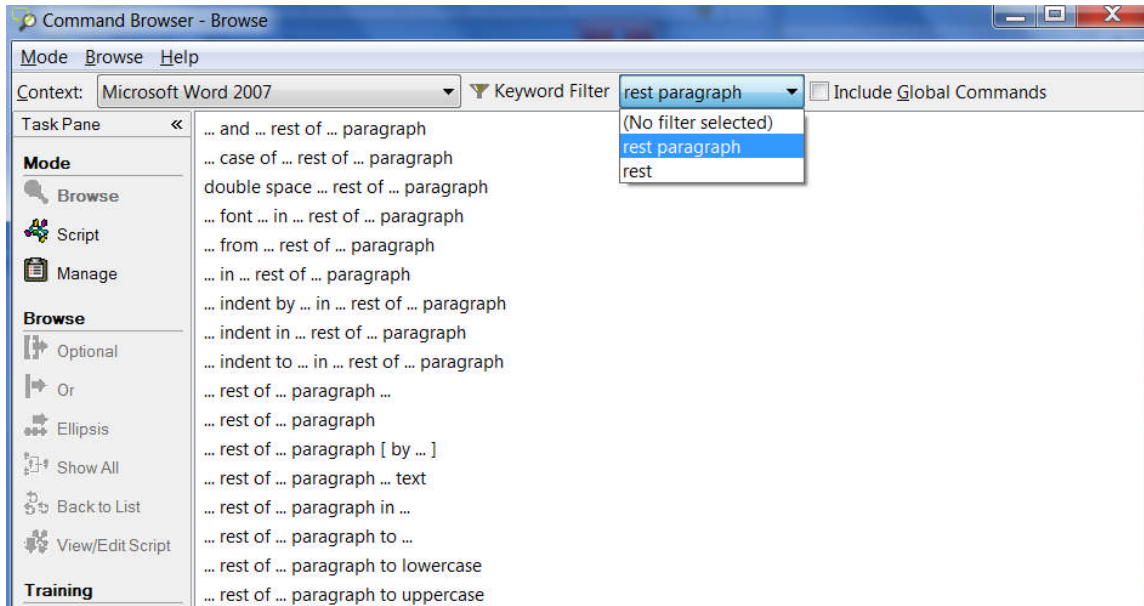 Command Browser - Browse
Mode Browse Help
Context: Microsoft Word 2007 Keyword Filter rest paragraph Include Global Commands
(No filter selected)
rest paragraph
rest
Task Pane «
Mode
Browse
Script
Manage
Browse
Optional
Or
Ellipsis
Show All
Back to List
View/Edit Script
Training
... and ... rest of ... paragraph
... case of ... rest of ... paragraph
double space ... rest of ... paragraph
... font ... in ... rest of ... paragraph
... from ... rest of ... paragraph
... in ... rest of ... paragraph
... indent by ... in ... rest of ... paragraph
... indent in ... rest of ... paragraph
... indent to ... in ... rest of ... paragraph
... rest of ... paragraph ...
... rest of ... paragraph
... rest of ... paragraph [ by ... ]
... rest of ... paragraph ... text
... rest of ... paragraph in ...
... rest of ... paragraph to ...
... rest of ... paragraph to lowercase
... rest of ... paragraph to uppercase